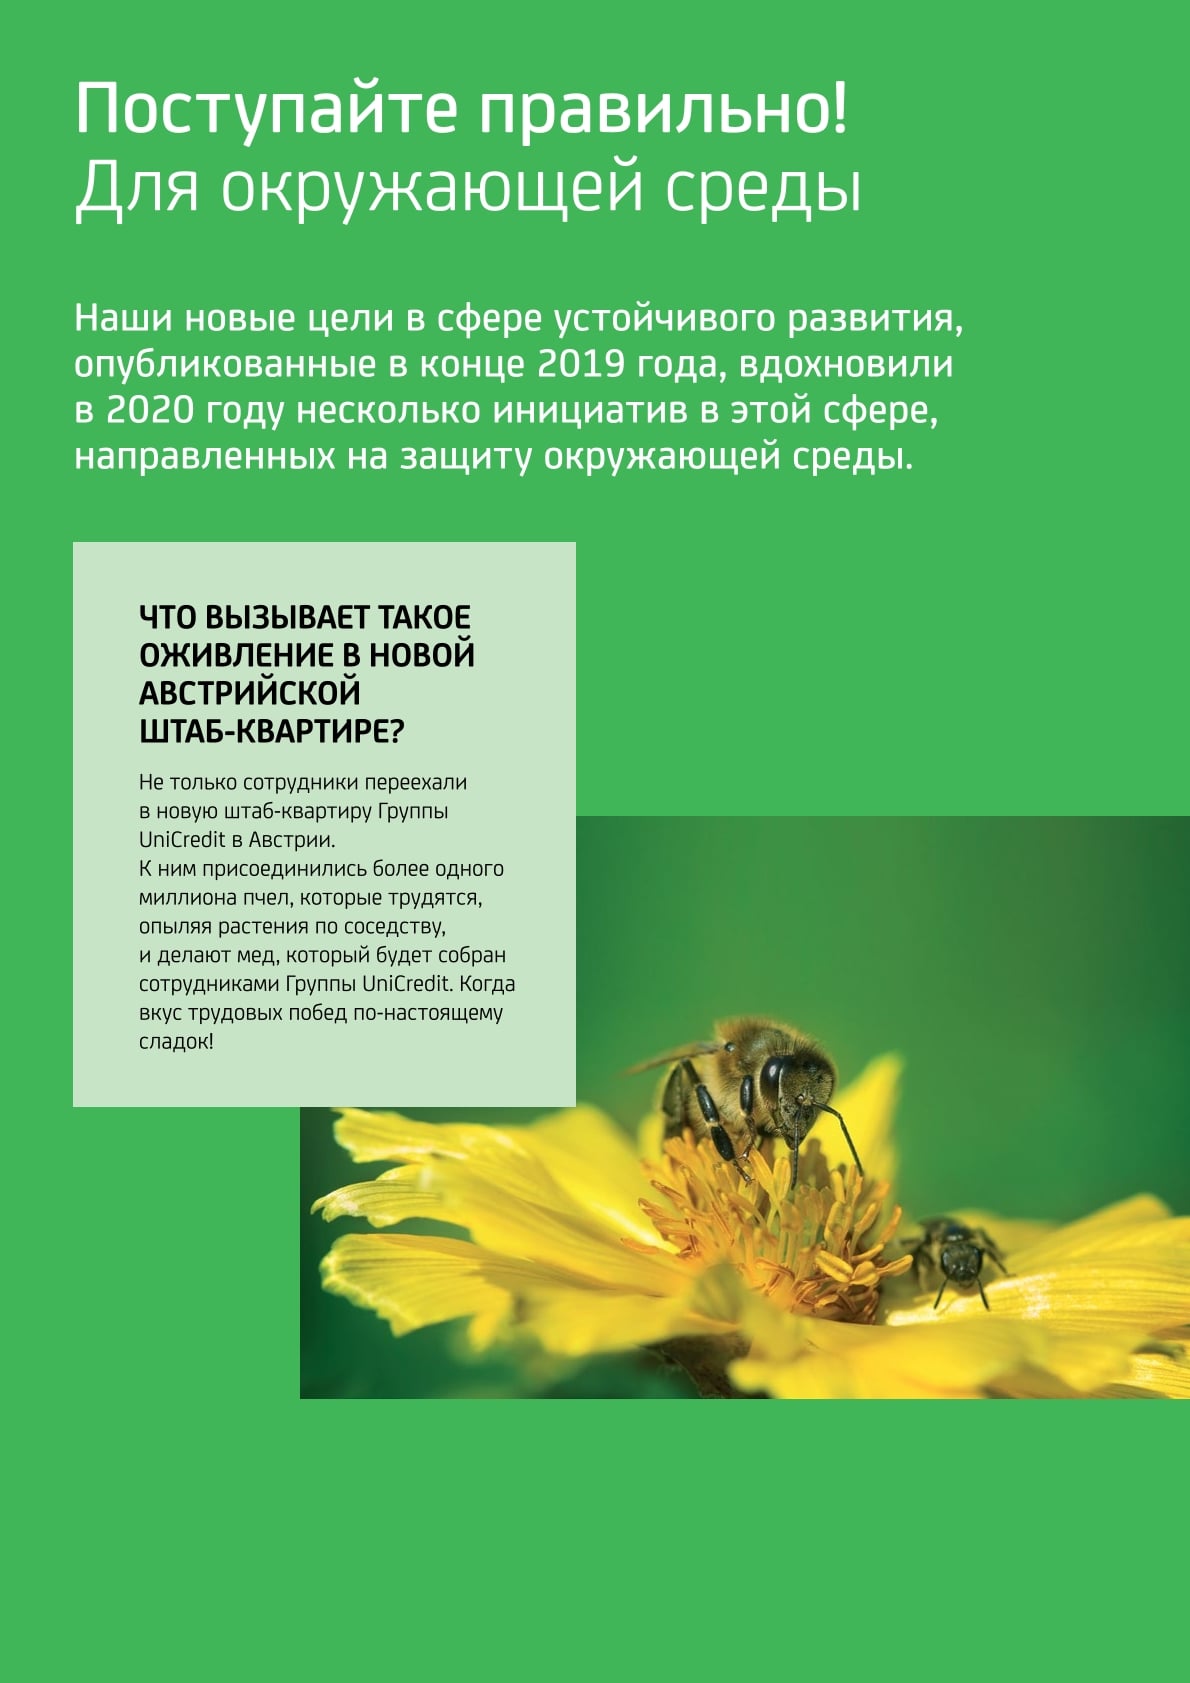 Поступайте правильно!
Для окружающей среды
Наши новые цели в сфере устойчивого развития,
опубликованные в конце 2019 года, вдохновили
в 2020 году несколько инициатив в этой сфере,
направленных на защиту окружающей среды.
ЧТО ВЫЗЫВАЕТ ТАКОЕ
ОЖИВЛЕНИЕ В НОВОЙ
АВСТРИЙСКОЙ
ШТАБ-КВАРТИРЕ?
Не только сотрудники переехали
в новую штаб-квартиру Группы
UniCredit в Австрии.
К ним присоединились более одного
миллиона пчел, которые трудятся,
опыляя растения по соседству,
и делают мед, который будет собран
сотрудниками Группы UniCredit. Когда
вкус трудовых побед по-настоящему
сладок!